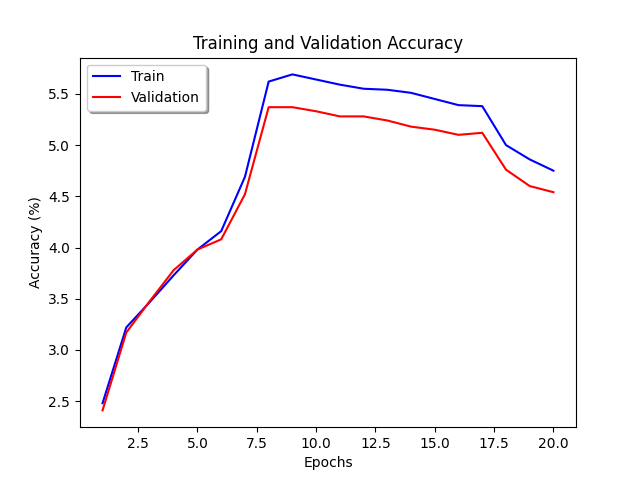 Training and Validation Accuracy
Train
Validation
Accuracy (%)
5.5
5.0
4.5
4.0
3.5
3.0
2.5
2.5 5.0 7.5 10.0 12.5 15.0 17.5 20.0
Epochs